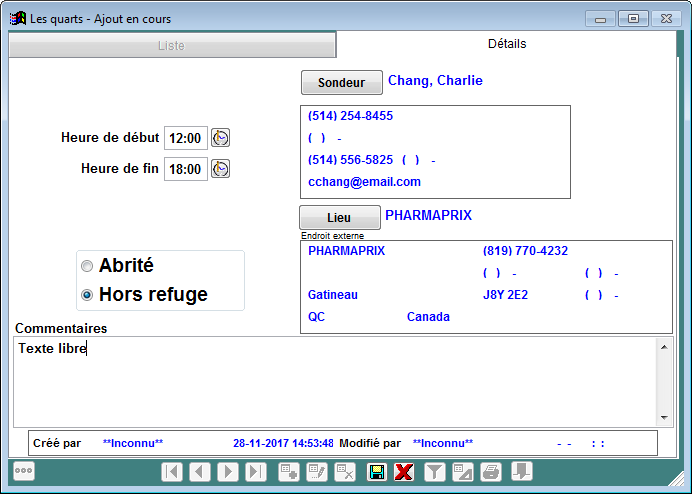 Les quarts - Ajout en cours
Liste Détails
Sondeur Chang, Charlie
(514) 254-8455
( ) -
(514) 556-5825 ( ) -
cchang@email.com
Heure de début 12:00
Heure de fin 18:00
Lieu PHARMAPRIX
Endroit externe
PHARMAPRIX (819) 770-4232
( ) - ( ) -
Gatineau J8Y 2E2 ( ) -
QC Canada
Abrité
Hors refuge
Commentaires
Texte libre
Créé par **Inconnu** 28-11-2017 14:53:48 Modifié par **Inconnu** - - : :